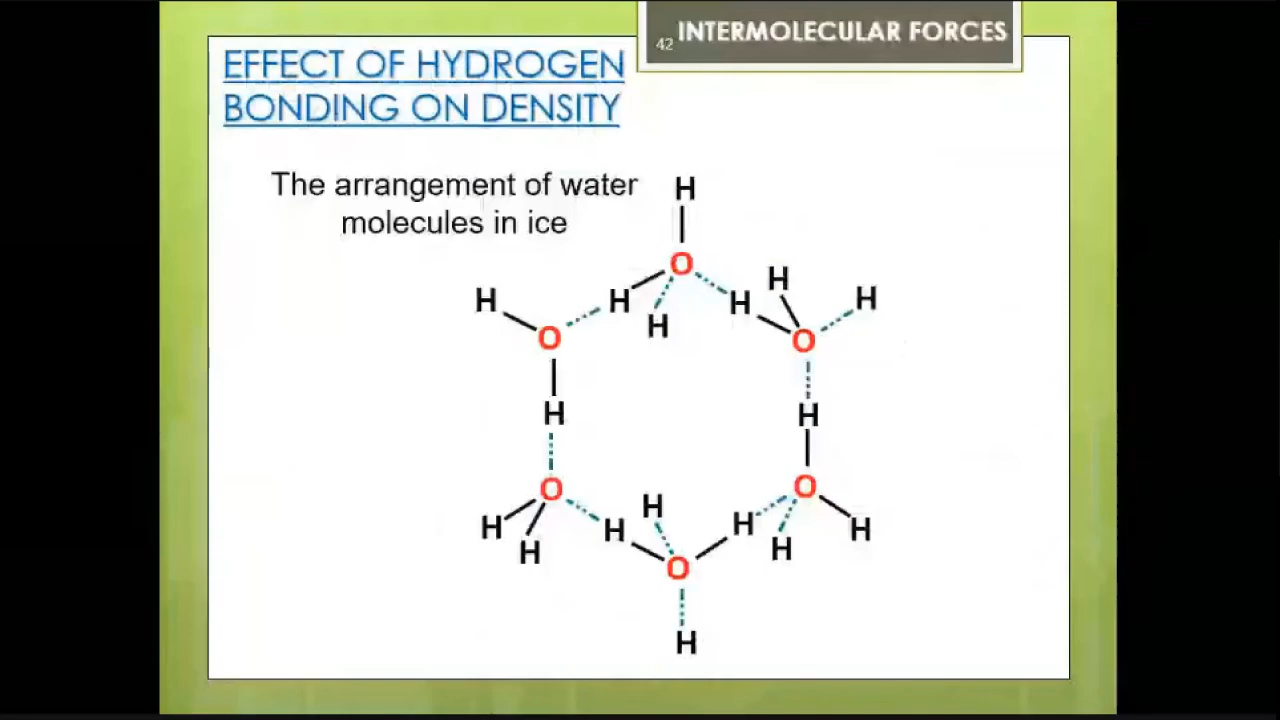 42 INTERMOLECULAR FORCES
EFFECT OF HYDROGEN
BONDING ON DENSITY
The arrangement of water
molecules in ice
H
O
H
H
H
H
H
H
H
O
O
H
H
O
O
H
H
H
H
H
H
H
O
H